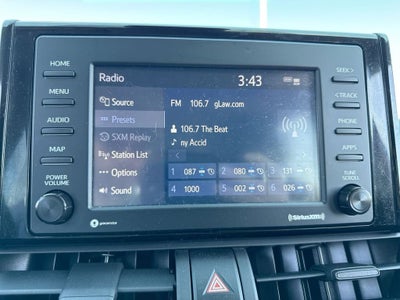 HOME
MENU
AUDIO
MAP
POWER
VOLUME
Radio
3:43
Source
Presets
SXM Replay
Station List
Options
Sound
FM 106.7 gLaw.com
106.7 The Beat
ny Accid
1 087
2 080
3 131
4 1000
5 002
6 026
SEEK >
< TRACK
PHONE
APPS
TUNE
SCROLL
((SiriusXM))